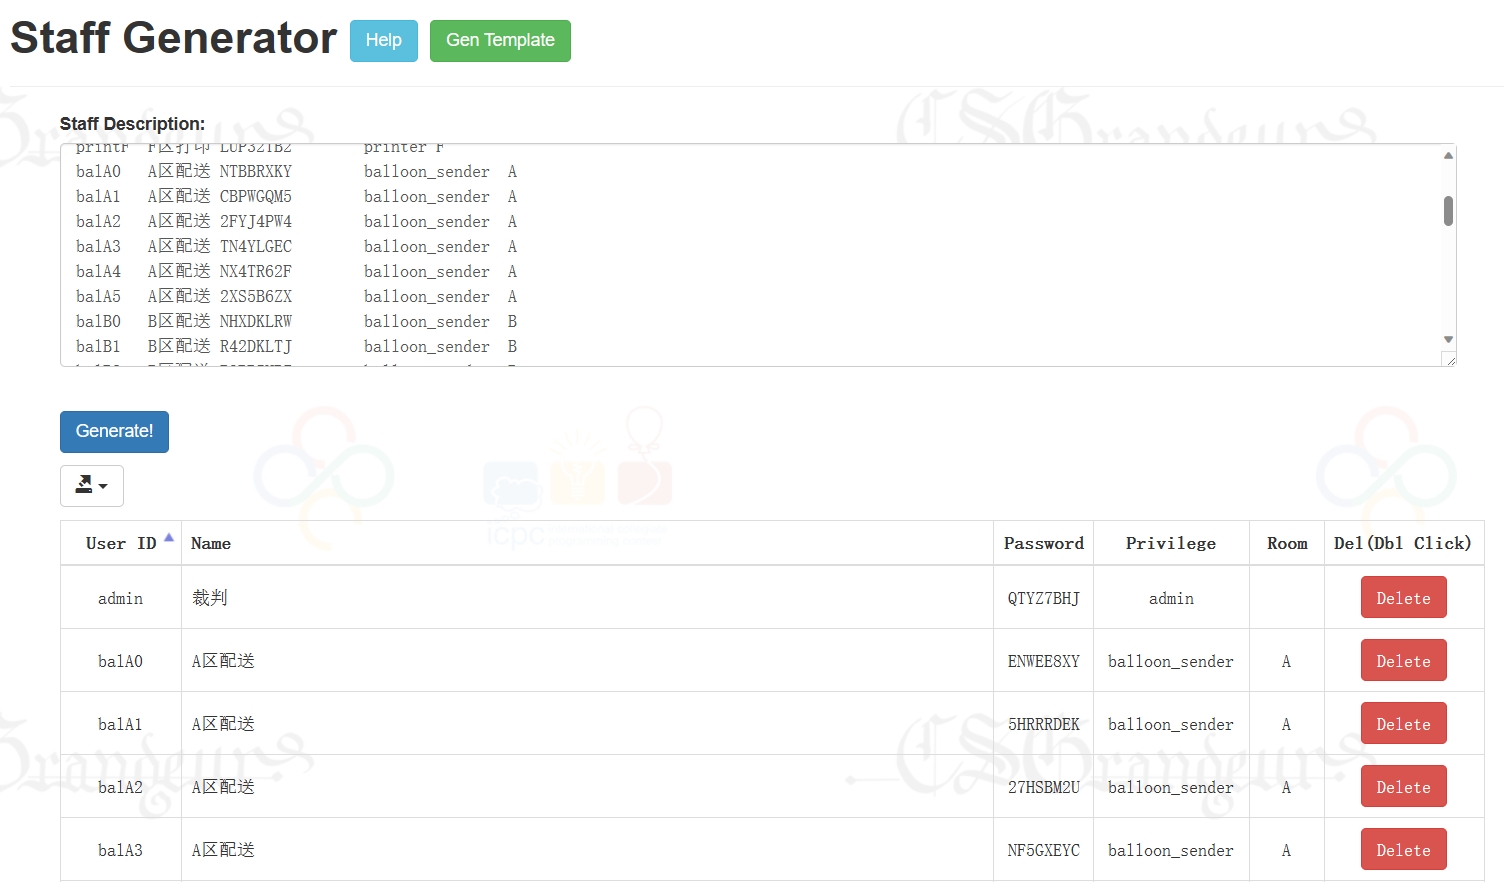 Staff Generator Help Gen Template
Staff Description:
printF F区打印 LUP321B2 printer F
balA0 A区配送 NTBBRXKY balloon_sender A
balA1 A区配送 CBPWGQM5 balloon_sender A
balA2 A区配送 2FYJ4PW4 balloon_sender A
balA3 A区配送 TN4YLGEC balloon_sender A
balA4 A区配送 NX4TR62F balloon_sender A
balA5 A区配送 2XS5B6ZX balloon_sender A
balB0 B区配送 NHXDKLRW balloon_sender B
balB1 B区配送 R42DKLTJ balloon_sender B
Generate!
icpc
User ID Name Password Privilege Room Del(Dbl Click)
admin 裁判 QTYZ7BHJ admin Delete
balA0 A区配送 ENWEE8XY balloon_sender A Delete
balA1 A区配送 5HRRRDEK balloon_sender A Delete
balA2 A区配送 27HSBM2U balloon_sender A Delete
balA3 A区配送 NF5GXEYC balloon_sender A Delete
CSGrandeur
CSGrandeur